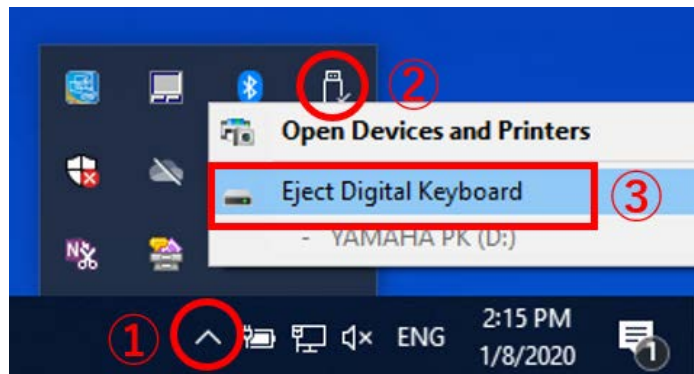 ②
Open Devices and Printers
Eject Digital Keyboard
③
- YAMAHA PK (D:)
N
①
ENG
2:15 PM
1/8/2020
1